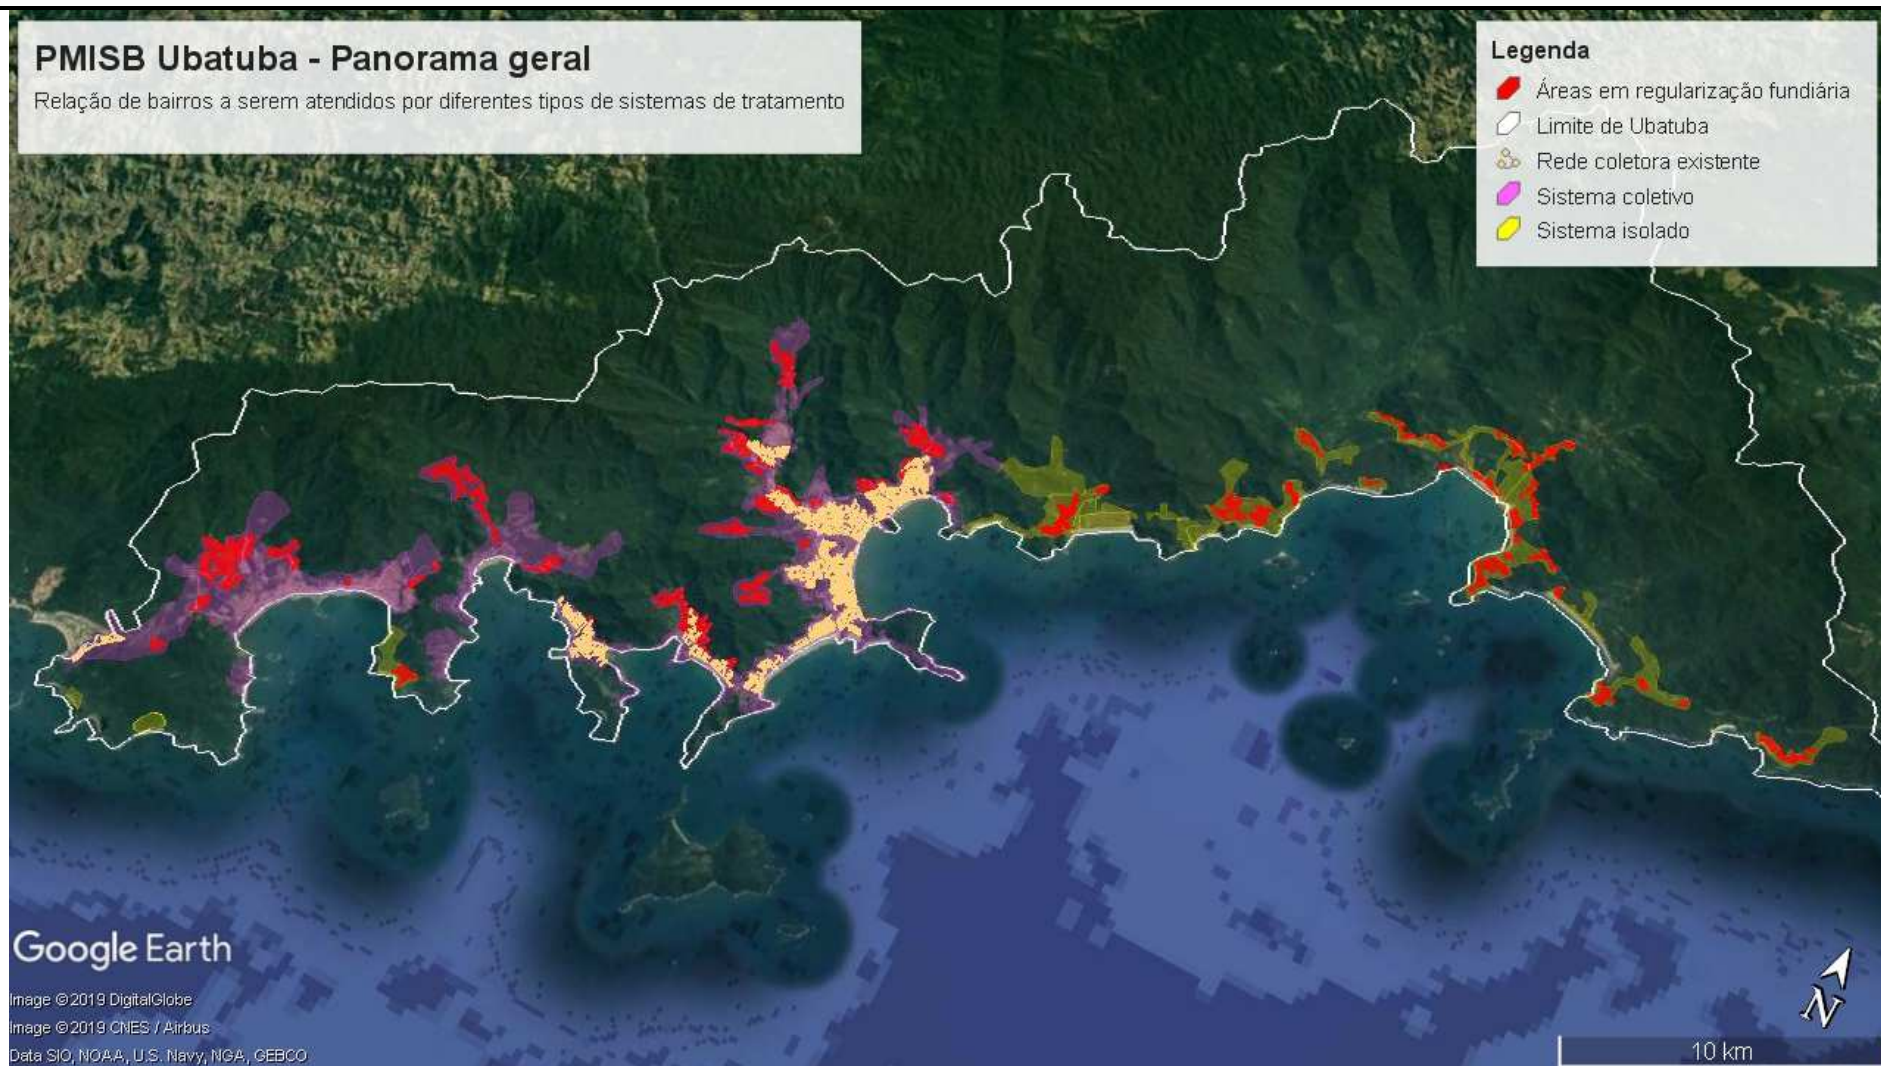 PMISB Ubatuba - Panorama geral
Relação de bairros a serem atendidos por diferentes tipos de sistemas de tratamento
Legenda
Áreas em regularização fundiária
Limite de Ubatuba
Rede coletora existente
Sistema coletivo
Sistema isolado
Google Earth
Image ©2019 DigitalGlobe
Image ©2019 CNES / Airbus
Data SIO, NOAA, U.S. Navy, NGA, GEBCO
N
10 km